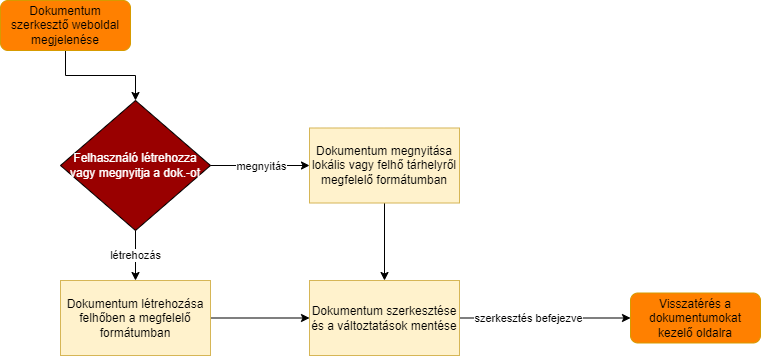 Dokumentum
szerkesztő weboldal
megjelenése
Felhasználó létrehozza
vagy megnyitja a dok.-ot
megnyitás
Dokumentum megnyitása
lokális vagy felhő tárhelyről
megfelelő formátumban
létrehozás
Dokumentum létrehozása
felhőben a megfelelő
formátumban
Dokumentum szerkesztése
és a változtatások mentése
szerkesztés befejezve
Visszatérés a
dokumentumokat
kezelő oldalra